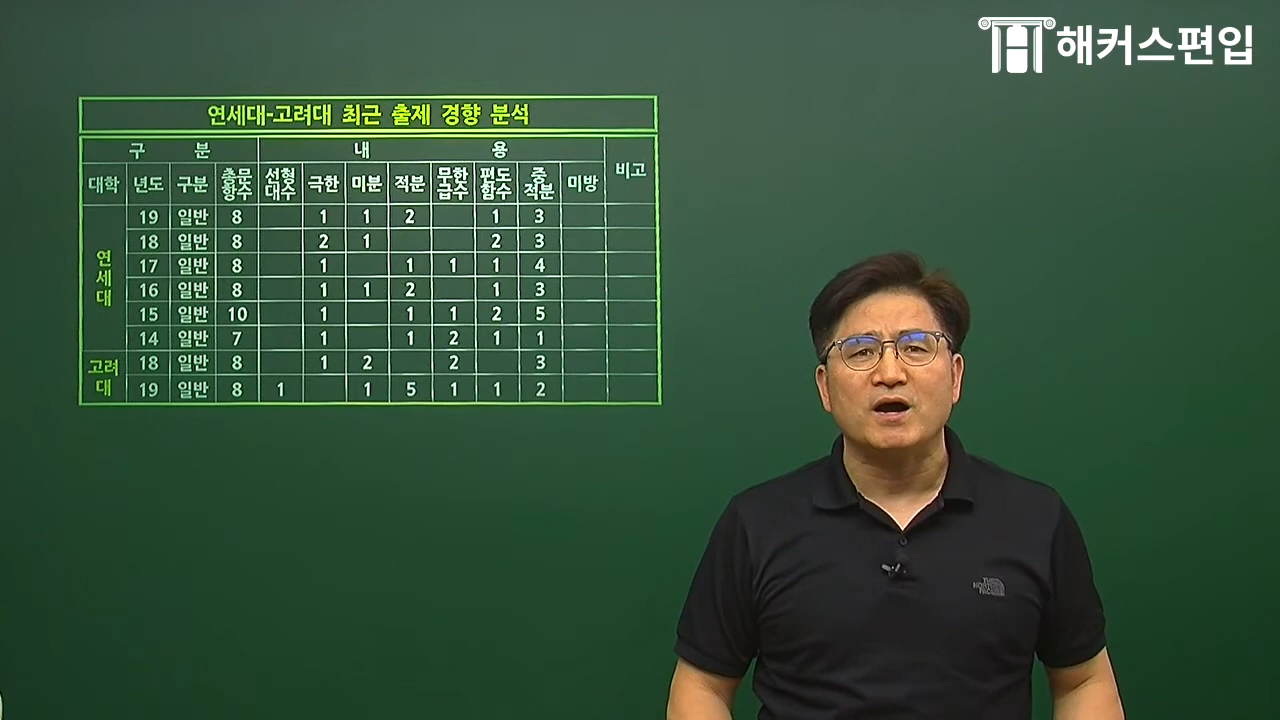 해커스편입
연세대-고려대 최근 출제 경향 분석
구 분 내 용 비고
대학 년도 구분 총문항수 선형대수 극한 미분 적분 무한급수 편도함수 중적분 미방
연세대
19 일반 8 1 1 2 1 3
18 일반 8 2 1 2 3
17 일반 8 1 1 1 1 4
16 일반 8 1 1 2 1 3
15 일반 10 1 1 1 2 5
14 일반 7 1 1 2 1 1
고려대
18 일반 8 1 2 2 3
19 일반 8 1 1 5 1 1 2
THE
NORTH
FACE